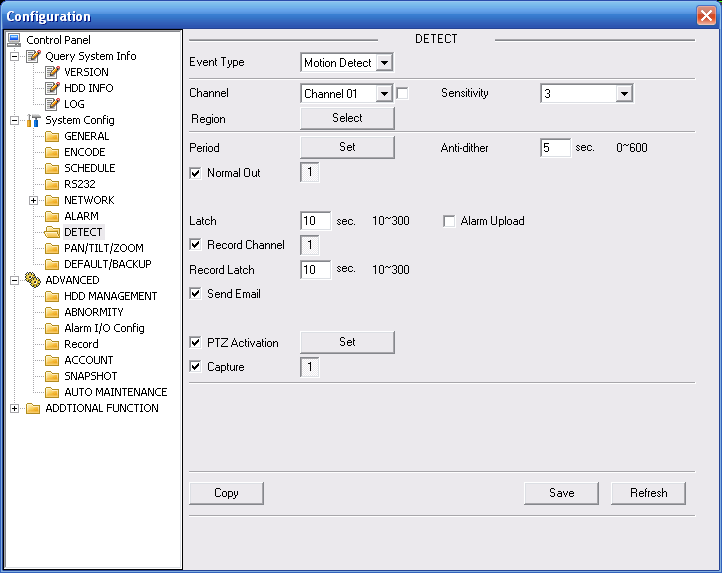 Configuration
Control Panel
Query System Info
VERSION
HDD INFO
LOG
System Config
GENERAL
ENCODE
SCHEDULE
RS232
NETWORK
ALARM
DETECT
PAN/TILT/ZOOM
DEFAULT/BACKUP
ADVANCED
HDD MANAGEMENT
ABNORMITY
Alarm I/O Config
Record
ACCOUNT
SNAPSHOT
AUTO MAINTENANCE
ADDTIONAL FUNCTION
DETECT
Event Type Motion Detect
Channel Channel 01 Sensitivity 3
Region Select
Period Set Anti-dither 5 sec. 0~600
Normal Out 1
Latch 10 sec. 10~300 Alarm Upload
Record Channel 1
Record Latch 10 sec. 10~300
Send Email
PTZ Activation Set
Capture 1
Copy Save Refresh